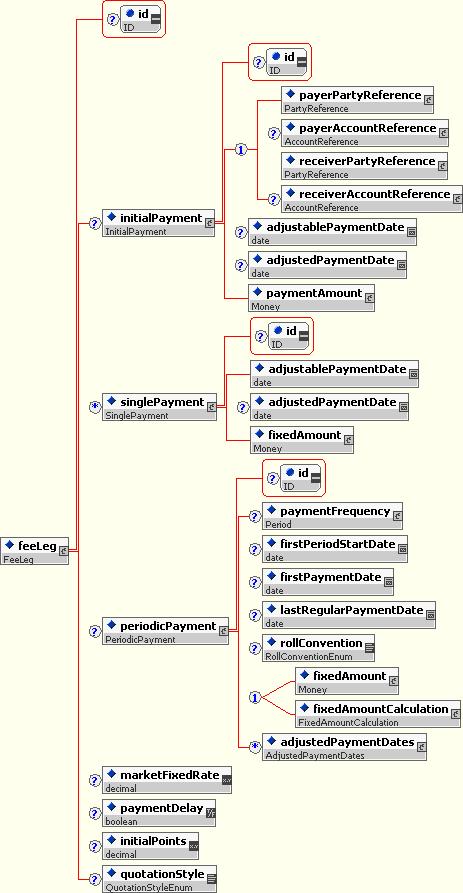 ? id
ID
? id
ID
payerPartyReference
PartyReference
1
? payerAccountReference
AccountReference
receiverPartyReference
PartyReference
? receiverAccountReference
AccountReference
? initialPayment
InitialPayment
? adjustablePaymentDate
date
? adjustedPaymentDate
date
paymentAmount
Money
? id
ID
adjustablePaymentDate
date
* singlePayment
SinglePayment
? adjustedPaymentDate
date
fixedAmount
Money
? id
ID
? paymentFrequency
Period
feeLeg
FeeLeg
? firstPeriodStartDate
date
? firstPaymentDate
date
? lastRegularPaymentDate
date
? periodicPayment
PeriodicPayment
? rollConvention
RollConventionEnum
fixedAmount
Money
1
fixedAmountCalculation
FixedAmountCalculation
* adjustedPaymentDates
AdjustedPaymentDates
? marketFixedRate
decimal
? paymentDelay
boolean
? initialPoints
decimal
? quotationStyle
QuotationStyleEnum